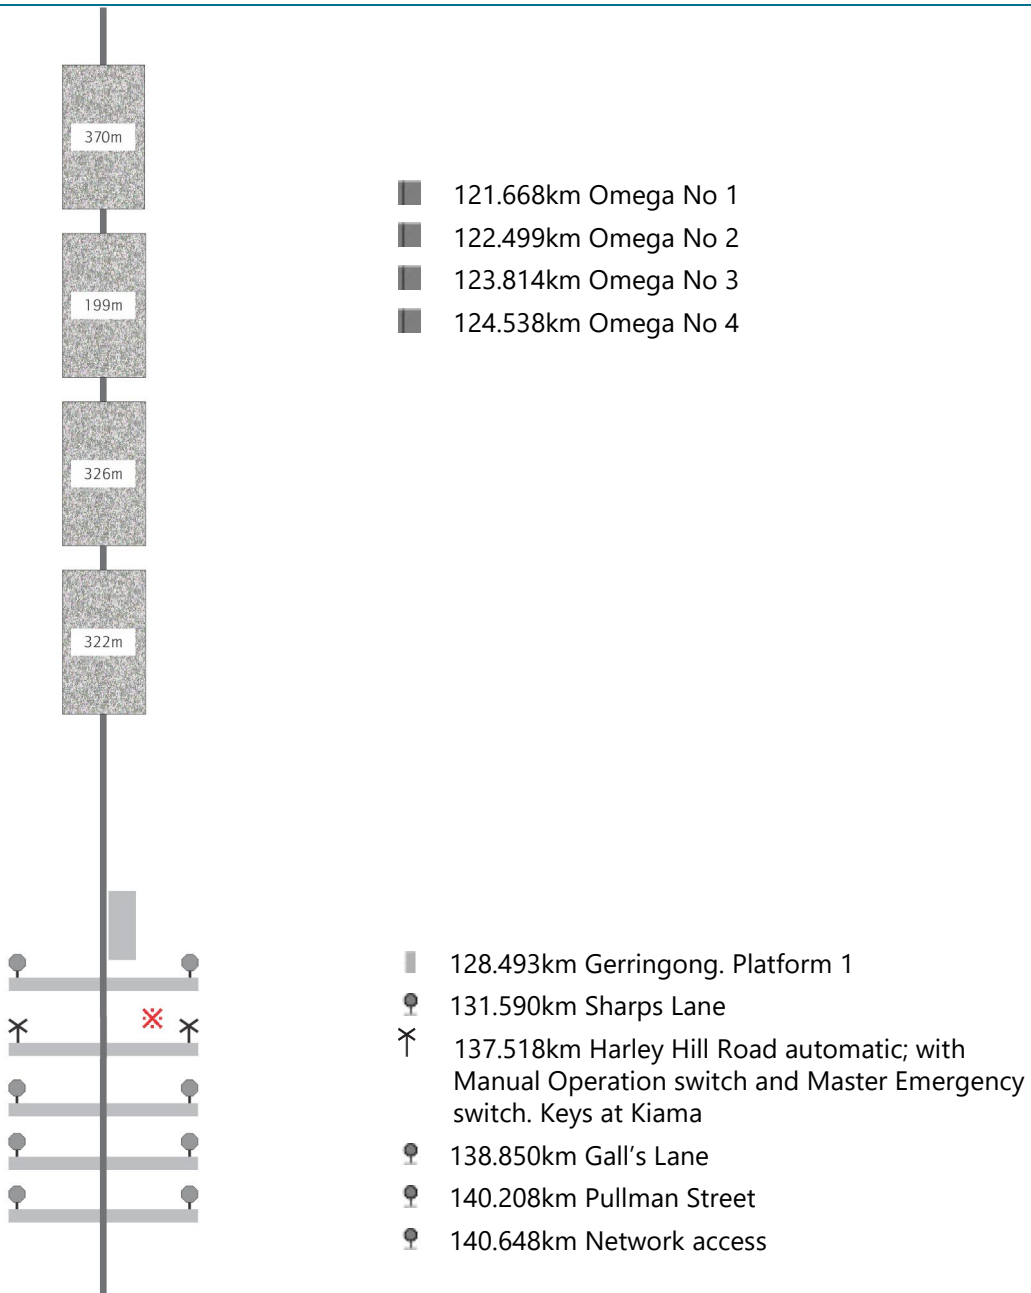 370m
121.668km Omega No 1
122.499km Omega No 2
199m
123.814km Omega No 3
124.538km Omega No 4
326m
322m
128.493km Gerringong. Platform 1
131.590km Sharps Lane
137.518km Harley Hill Road automatic; with
Manual Operation switch and Master Emergency
switch. Keys at Kiama
138.850km Gall’s Lane
140.208km Pullman Street
140.648km Network access